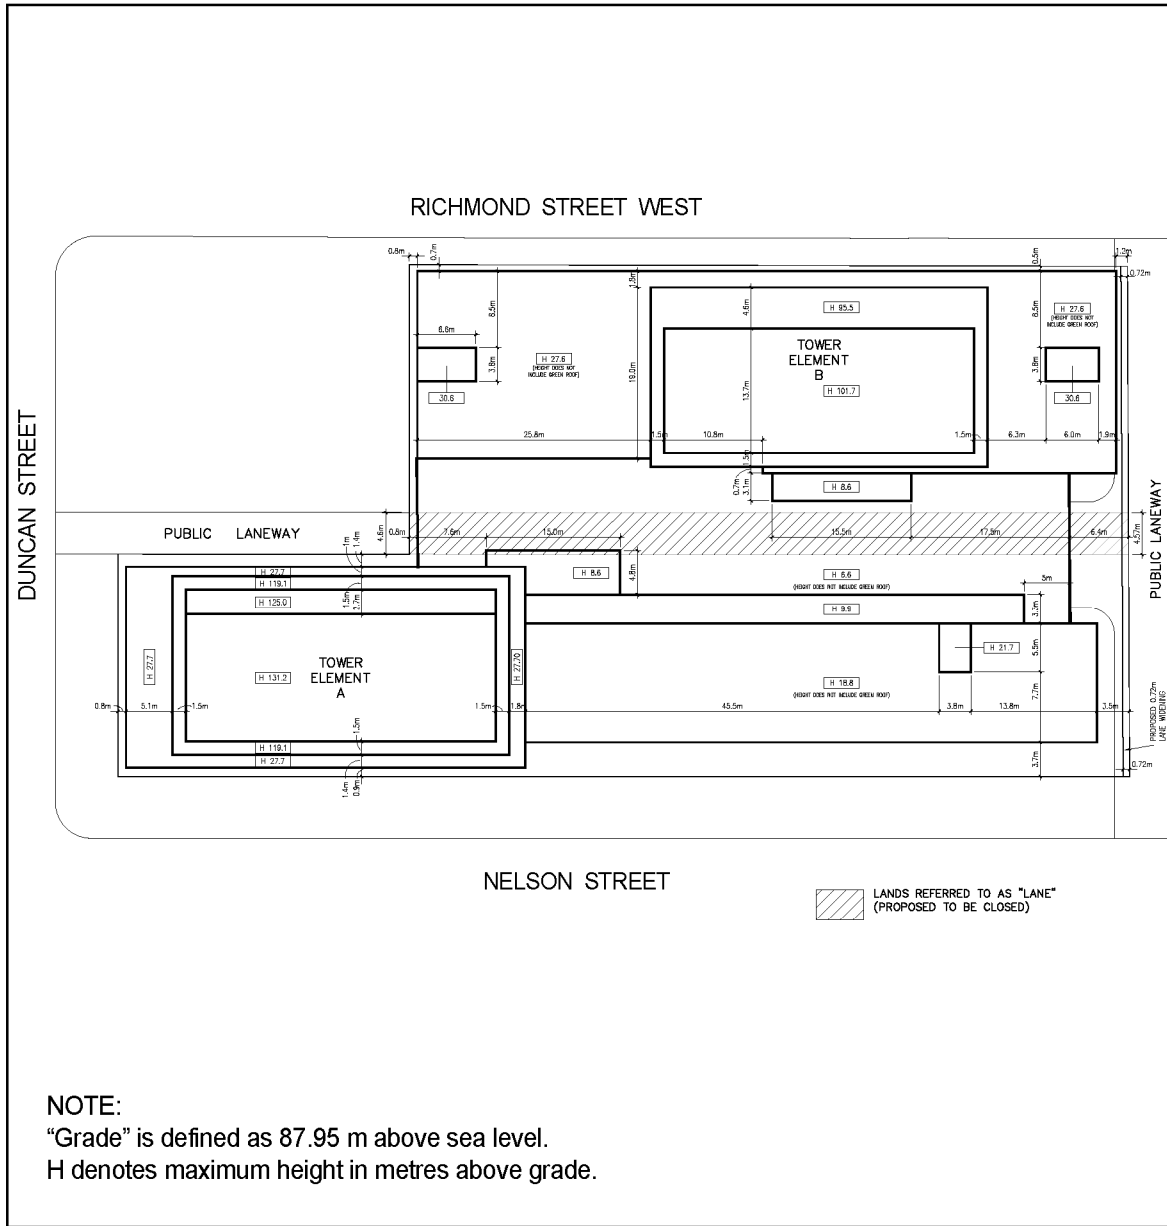 RICHMOND STREET WEST
0.8m
0.7m
0.5m
1.2m
0.72m
1.9m
8.5m
4.6m
H 95.5
8.5m
H 27.6
(HEIGHT DOES NOT
INCLUDE GREEN ROOF)
6.6m
TOWER
ELEMENT
B
H 27.6
(HEIGHT DOES NOT
INCLUDE GREEN ROOF)
3.8m
19.0m
13.7m
3.8m
30.6
H 101.7
30.6
25.8m
1.5m
10.8m
1.5m
6.3m
6.0m
1.9m
1.5m
0.7m
3.1m
H 8.6
DUNCAN STREET
PUBLIC LANEWAY
PUBLIC LANEWAY
4.6m
0.8m
7.6m
15.0m
15.5m
17.5m
6.4m
4.57m
1m
1.4m
H 27.7
H 119.1
H 125.0
1.5m
H 8.6
4.8m
H 6.6
(HEIGHT DOES NOT INCLUDE GREEN ROOF)
5m
H 9.9
H 27.7
TOWER
ELEMENT
A
H 131.2
H 27.70
H 21.7
5.5m
H 18.8
(HEIGHT DOES NOT INCLUDE GREEN ROOF)
7.7m
0.8m
5.1m
1.5m
1.5m
1.8m
45.5m
3.8m
13.8m
3.5m
PROPOSED 0.72m
LANE WIDENING
1.5m
H 119.1
H 27.7
1.4m
0.9m
3.7m
0.72m
NELSON STREET
LANDS REFERRED TO AS "LANE"
(PROPOSED TO BE CLOSED)
NOTE:
“Grade” is defined as 87.95 m above sea level.
H denotes maximum height in metres above grade.